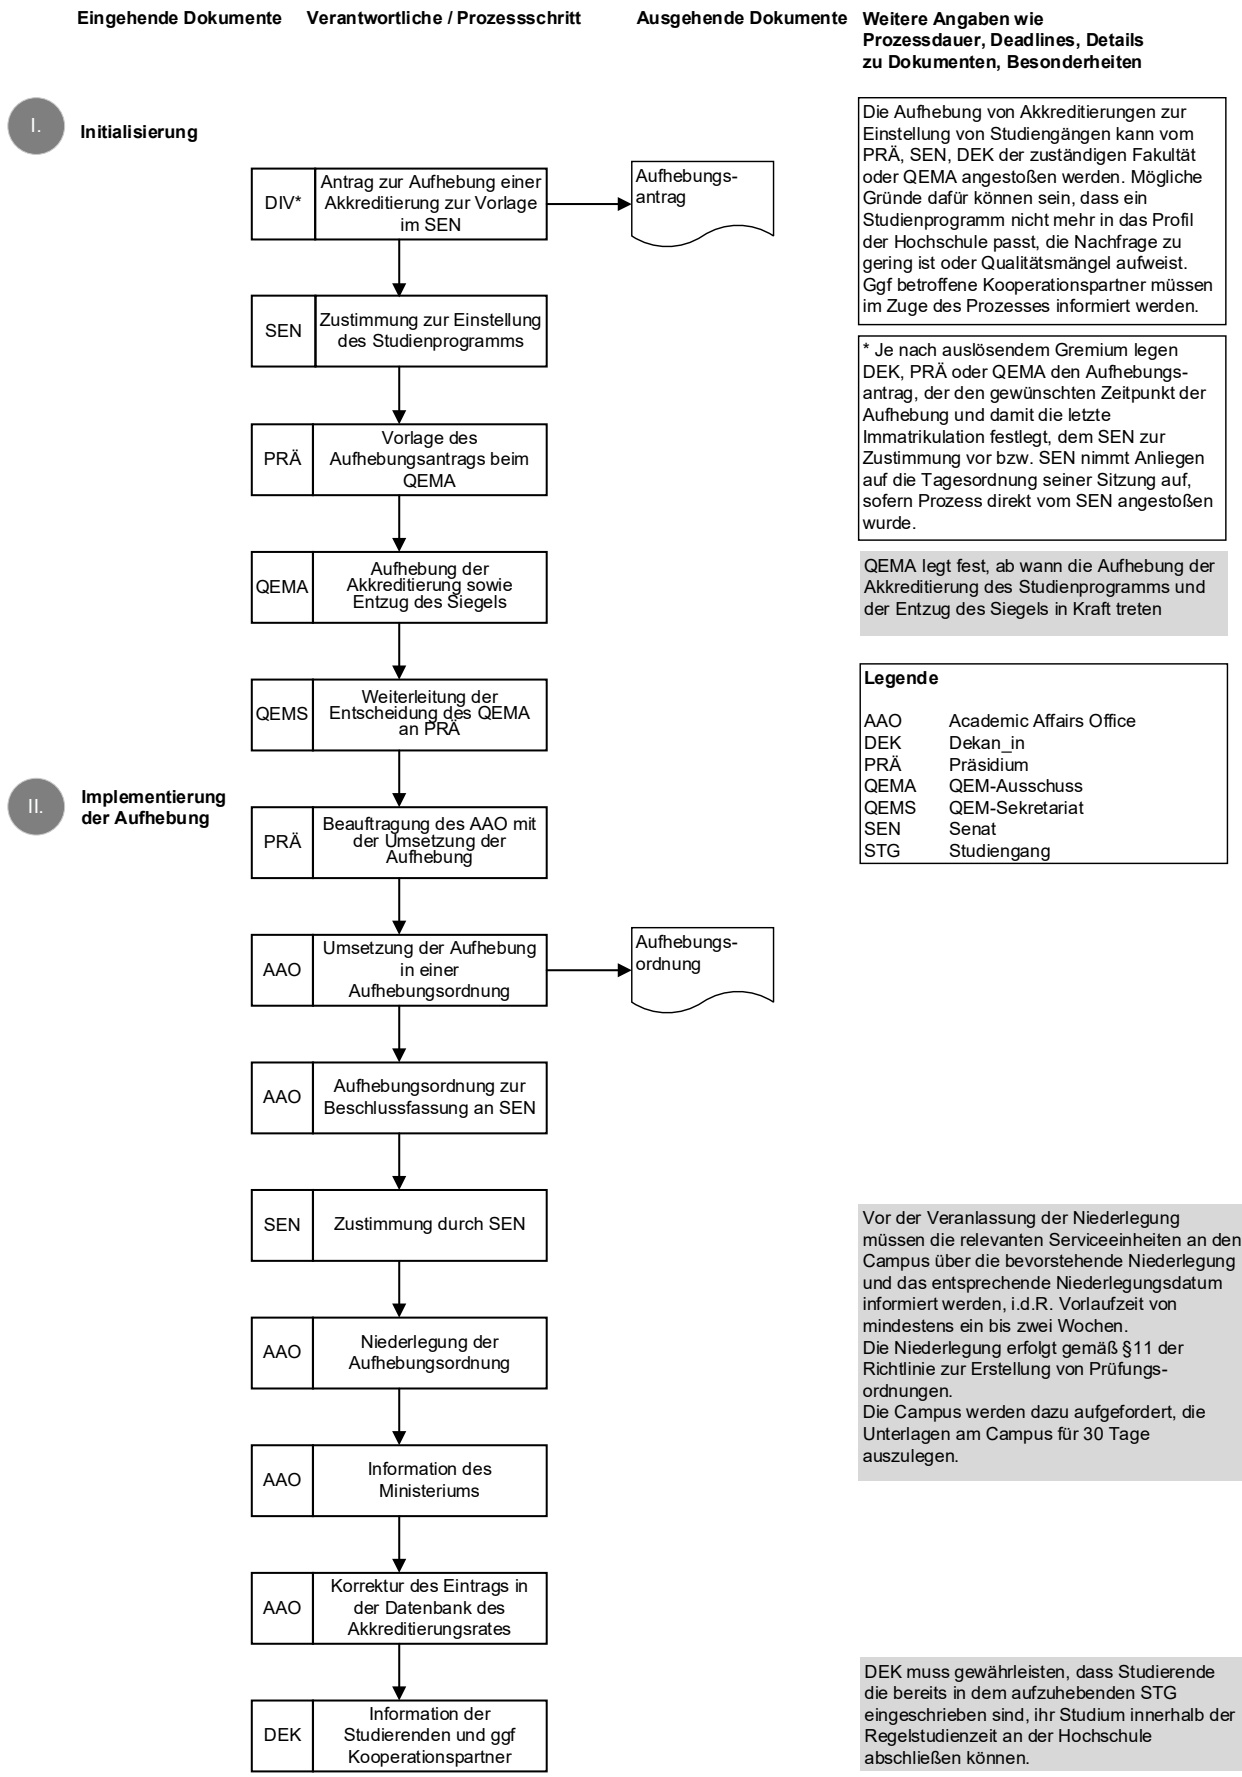 Eingehende Dokumente
Verantwortliche / Prozessschritt
Ausgehende Dokumente
Weitere Angaben wie
Prozessdauer, Deadlines, Details
zu Dokumenten, Besonderheiten
I.
Initialisierung
DIV*
Antrag zur Aufhebung einer
Akkreditierung zur Vorlage
im SEN
Aufhebungs-
antrag
Die Aufhebung von Akkreditierungen zur
Einstellung von Studiengängen kann vom
PRÄ, SEN, DEK der zuständigen Fakultät
oder QEMA angestoßen werden. Mögliche
Gründe dafür können sein, dass ein
Studienprogramm nicht mehr in das Profil
der Hochschule passt, die Nachfrage zu
gering ist oder Qualitätsmängel aufweist.
Ggf betroffene Kooperationspartner müssen
im Zuge des Prozesses informiert werden.
SEN
Zustimmung zur Einstellung
des Studienprogramms
* Je nach auslösendem Gremium legen
DEK, PRÄ oder QEMA den Aufhebungs-
antrag, der den gewünschten Zeitpunkt der
Aufhebung und damit die letzte
Immatrikulation festlegt, dem SEN zur
Zustimmung vor bzw. SEN nimmt Anliegen
auf die Tagesordnung seiner Sitzung auf,
sofern Prozess direkt vom SEN angestoßen
wurde.
PRÄ
Vorlage des
Aufhebungsantrags beim
QEMA
QEMA
Aufhebung der
Akkreditierung sowie
Entzug des Siegels
QEMA legt fest, ab wann die Aufhebung der
Akkreditierung des Studienprogramms und
der Entzug des Siegels in Kraft treten
QEMS
Weiterleitung der
Entscheidung des QEMA
an PRÄ
Legende
AAO Academic Affairs Office
DEK Dekan_in
PRÄ Präsidium
QEMA QEM-Ausschuss
QEMS QEM-Sekretariat
SEN Senat
STG Studiengang
II.
Implementierung
der Aufhebung
PRÄ
Beauftragung des AAO mit
der Umsetzung der
Aufhebung
AAO
Umsetzung der Aufhebung
in einer
Aufhebungsordnung
Aufhebungs-
ordnung
AAO
Aufhebungsordnung zur
Beschlussfassung an SEN
SEN
Zustimmung durch SEN
Vor der Veranlassung der Niederlegung
müssen die relevanten Serviceeinheiten an den
Campus über die bevorstehende Niederlegung
und das entsprechende Niederlegungsdatum
informiert werden, i.d.R. Vorlaufzeit von
mindestens ein bis zwei Wochen.
Die Niederlegung erfolgt gemäß §11 der
Richtlinie zur Erstellung von Prüfungs-
ordnungen.
Die Campus werden dazu aufgefordert, die
Unterlagen am Campus für 30 Tage
auszulegen.
AAO
Niederlegung der
Aufhebungsordnung
AAO
Information des
Ministeriums
AAO
Korrektur des Eintrags in
der Datenbank des
Akkreditierungsrates
DEK
Information der
Studierenden und ggf
Kooperationspartner
DEK muss gewährleisten, dass Studierende
die bereits in dem aufzuhebenden STG
eingeschrieben sind, ihr Studium innerhalb der
Regelstudienzeit an der Hochschule
abschließen können.